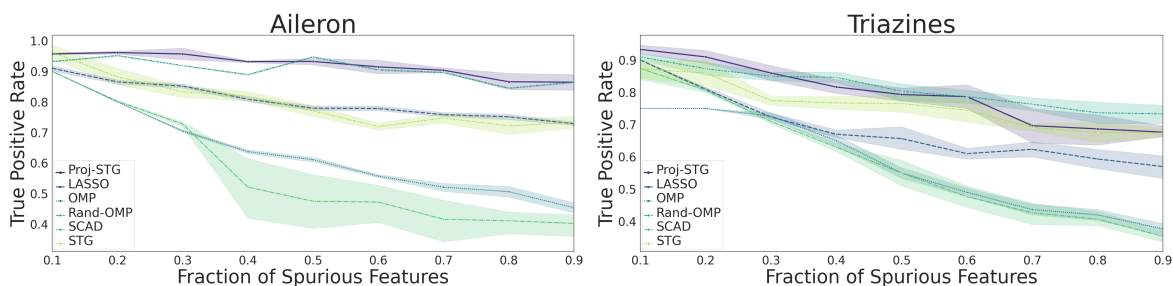 Aileron
True Positive Rate
1.0
0.9
0.8
0.7
0.6
0.5
0.4
Proj-STG
LASSO
OMP
Rand-OMP
SCAD
STG
0.1 0.2 0.3 0.4 0.5 0.6 0.7 0.8 0.9
Fraction of Spurious Features
Triazines
True Positive Rate
0.9
0.8
0.7
0.6
0.5
0.4
Proj-STG
LASSO
OMP
Rand-OMP
SCAD
STG
0.1 0.2 0.3 0.4 0.5 0.6 0.7 0.8 0.9
Fraction of Spurious Features